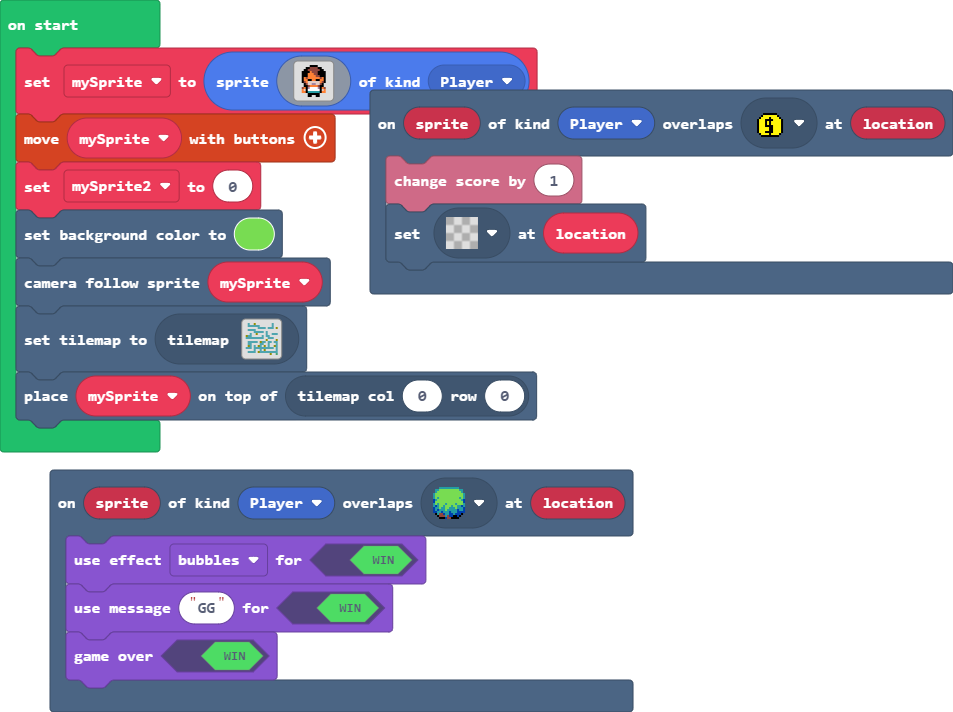 on start
set mySprite to sprite of kind Player
move mySprite with buttons
set mySprite2 to 0
set background color to
camera follow sprite mySprite
set tilemap to tilemap
place mySprite on top of tilemap col 0 row 0
on sprite of kind Player overlaps $ at location
change score by 1
set at location
on sprite of kind Player overlaps at location
use effect bubbles for WIN
use message "GG" for WIN
game over WIN